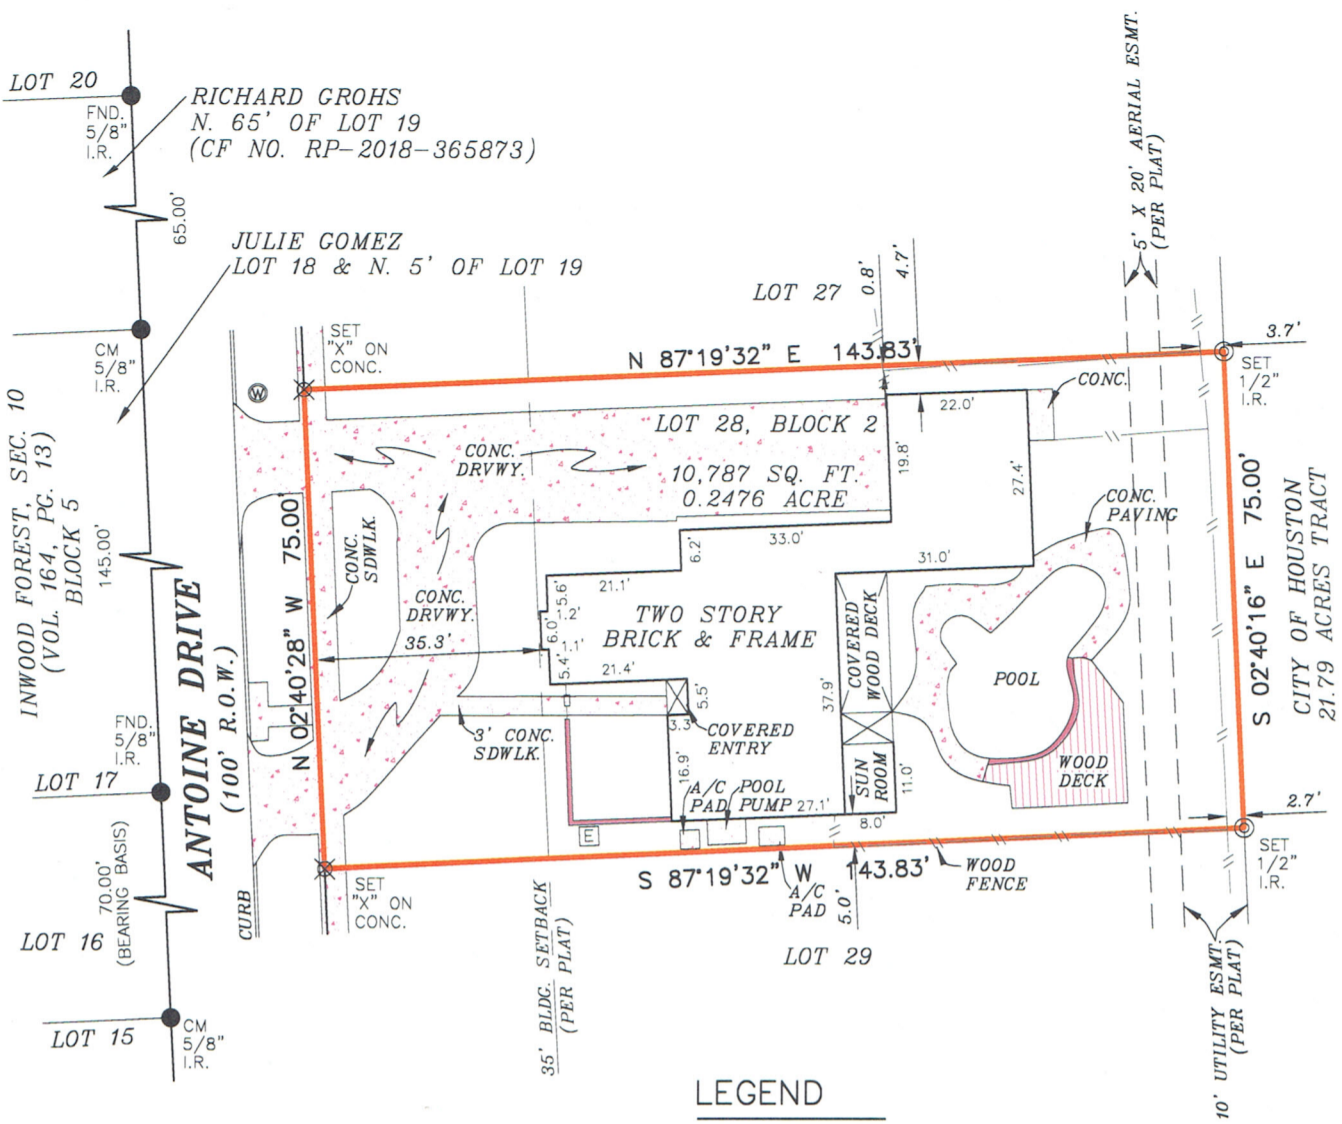 LOT 20
FND.
5/8"
I.R.
RICHARD GROHS
N. 65' OF LOT 19
(CF NO. RP-2018-365873)
65.00'
JULIE GOMEZ
LOT 18 & N. 5' OF LOT 19
CM
5/8"
I.R.
INWOOD FOREST, SEC. 10
(VOL. 164, PG. 13)
BLOCK 5
145.00'
ANTOINE DRIVE
(100' R.O.W.)
FND.
5/8"
I.R.
LOT 17
70.00'
(BEARING BASIS)
LOT 16
LOT 15
CM
5/8"
I.R.
CURB
SET
"X" ON
CONC.
W
N 02°40'28" W 75.00'
CONC.
SDWLK.
CONC.
DRVWY.
CONC.
DRVWY.
35.3'
SET
"X" ON
CONC.
LOT 27
0.8'
4.7'
N 87°19'32" E 143.83'
5' X 20' AERIAL ESMT.
(PER PLAT)
3.7'
SET
1/2"
I.R.
CONC.
22.0'
LOT 28, BLOCK 2
10,787 SQ. FT.
0.2476 ACRE
19.8'
27.4'
33.0'
6.2'
21.1'
5.6'
1.2'
6.0'
1.1'
5.4'
21.4'
TWO STORY
BRICK & FRAME
31.0'
COVERED
WOOD DECK
37.9'
CONC.
PAVING
POOL
WOOD
DECK
5.5'
3.3'
COVERED
ENTRY
3' CONC.
SDWLK.
16.9'
A/C
PAD
POOL
PUMP
27.1'
SUN
ROOM
11.0'
8.0'
E
S 02°40'16" E 75.00'
CITY OF HOUSTON
21.79 ACRES TRACT
2.7'
SET
1/2"
I.R.
S 87°19'32" W 143.83'
A/C
PAD
5.0'
WOOD
FENCE
LOT 29
35' BLDG. SETBACK
(PER PLAT)
10' UTILITY ESMT.
(PER PLAT)
LEGEND